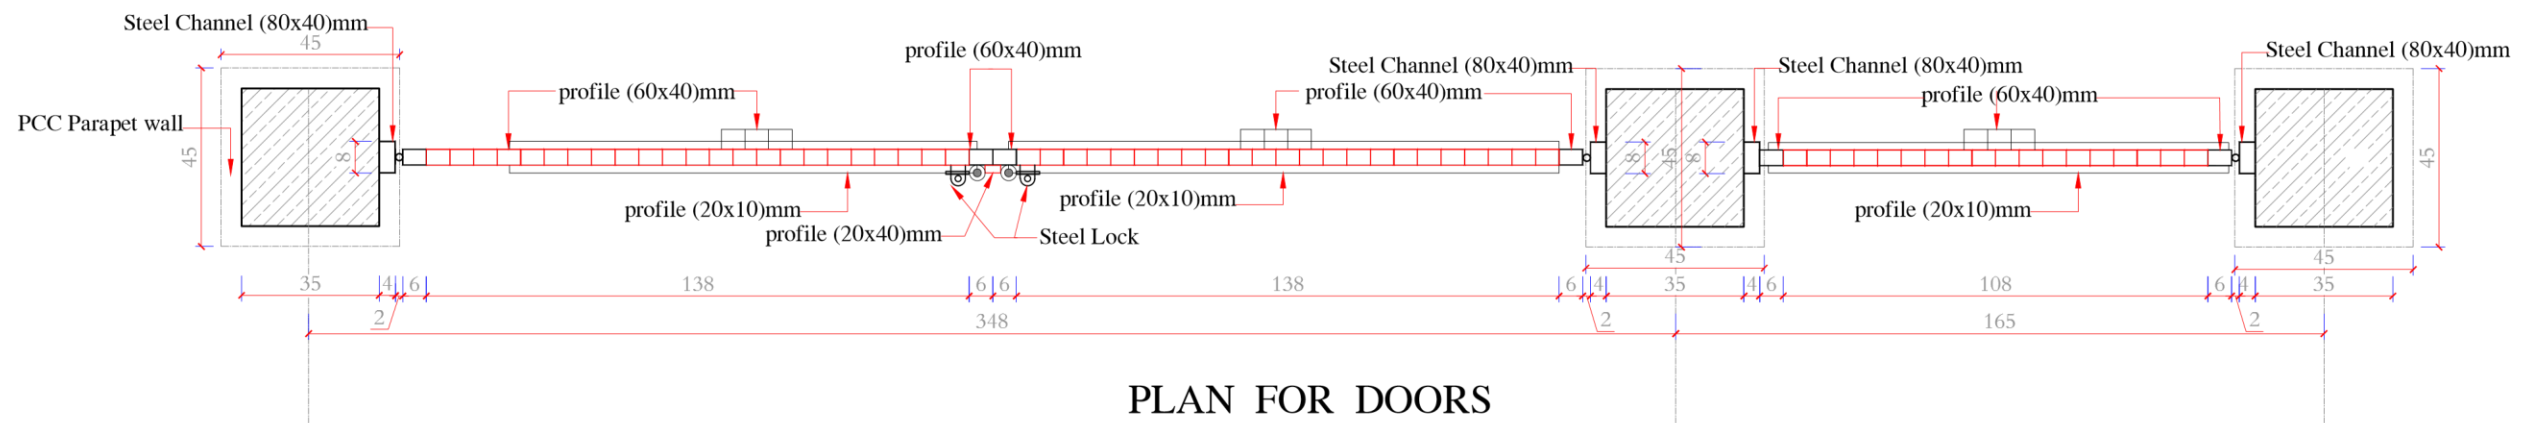 Steel Channel (80x40)mm
45
profile (60x40)mm
Steel Channel (80x40)mm
Steel Channel (80x40)mm
Steel Channel (80x40)mm
profile (60x40)mm
profile (60x40)mm
profile (60x40)mm
PCC Parapet wall
45
8
8
45
8
45
profile (20x10)mm
profile (20x10)mm
profile (20x10)mm
profile (20x40)mm
Steel Lock
45
45
35
4
6
138
6
6
138
6
4
35
4
6
108
6
4
35
2
348
2
165
2
PLAN FOR DOORS